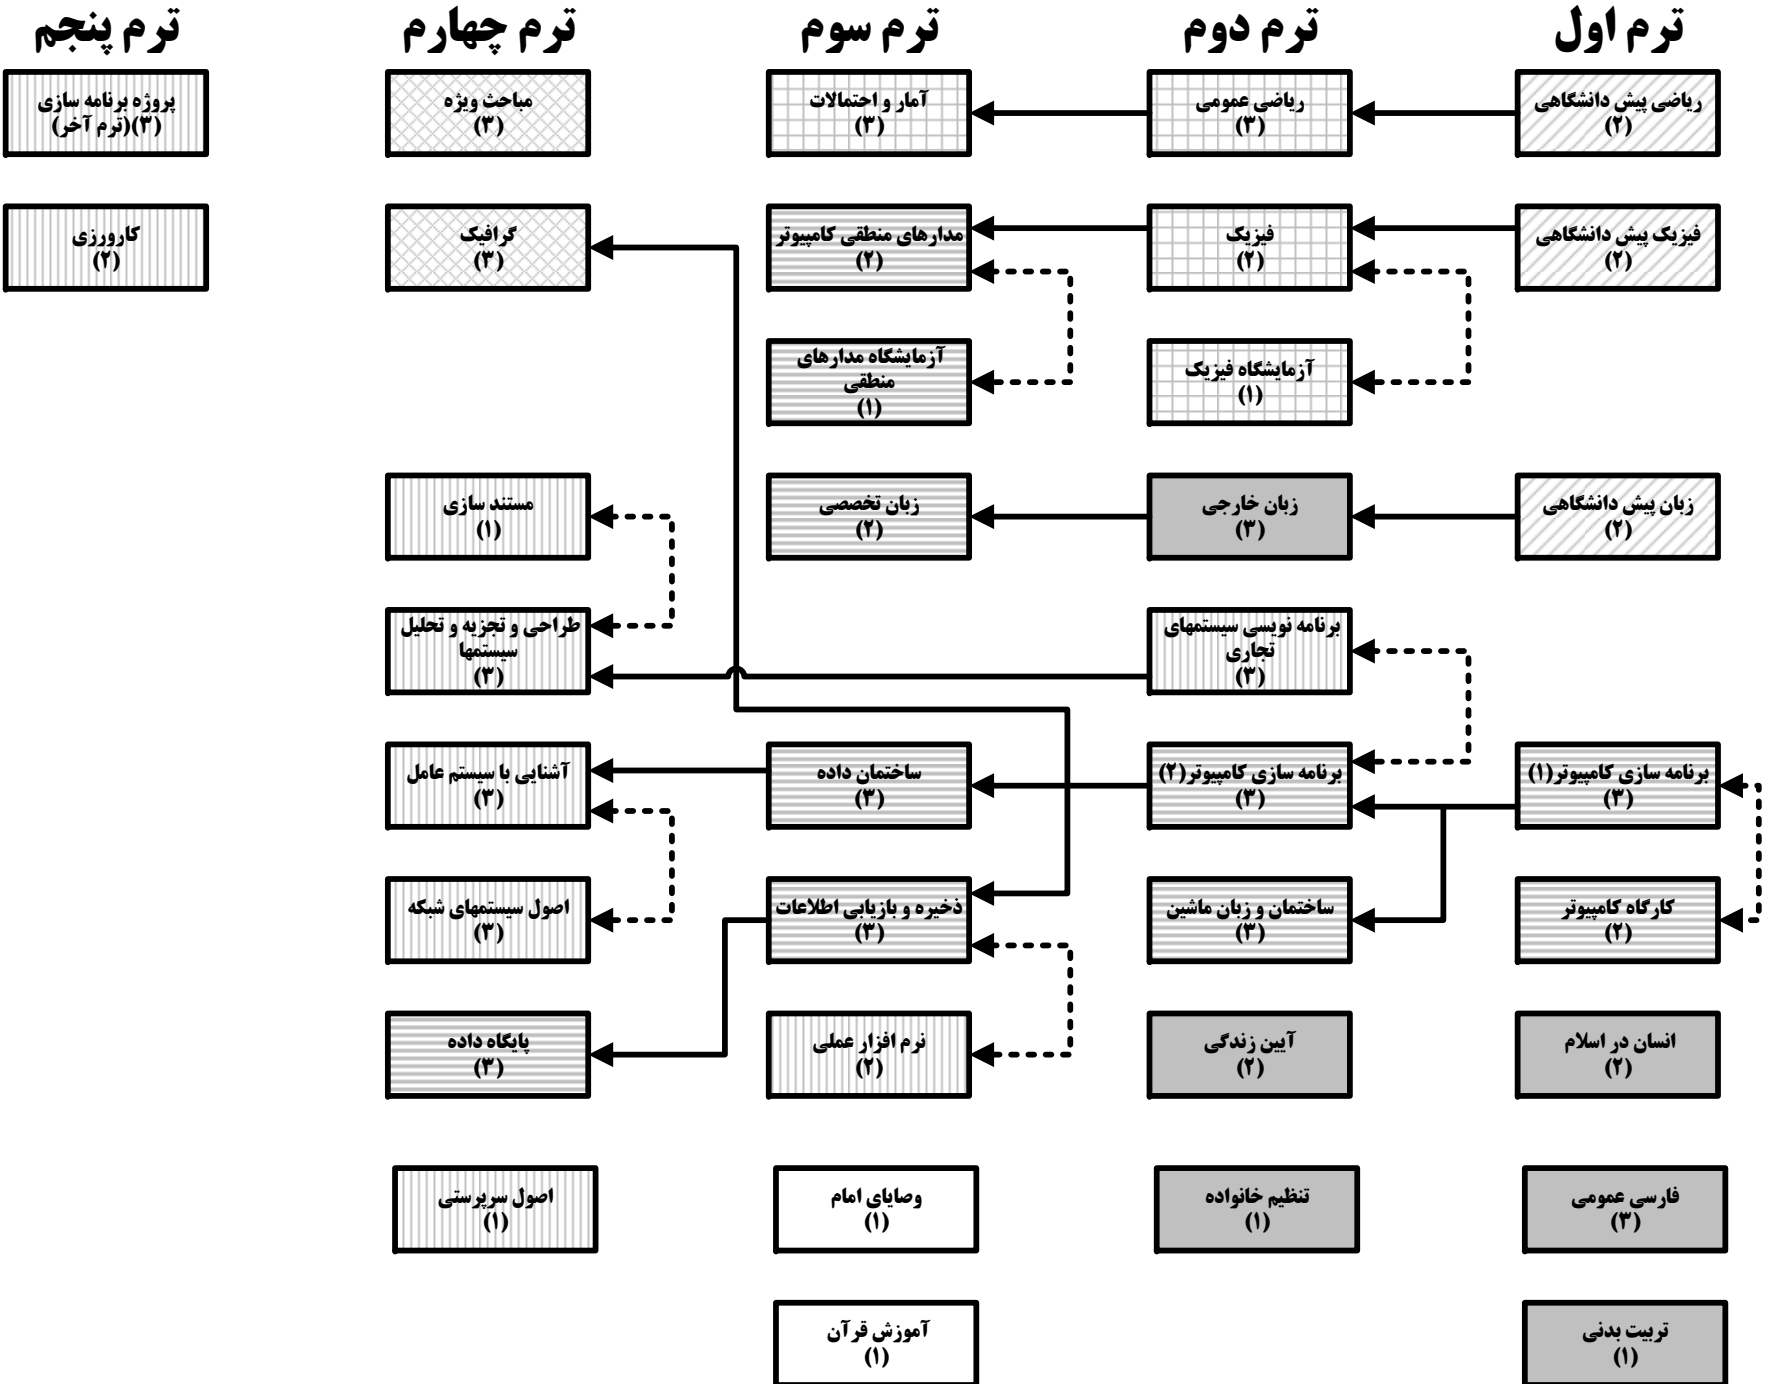 ترم اول
ترم دوم
ترم سوم
ترم چهارم
ترم پنجم
ریاضی پیش دانشگاهی
(۲)
ریاضی عمومی
(۳)
آمار و احتمالات
(۳)
مباحث ویژه
(۳)
پروژه برنامه سازی
(۳)(ترم آخر)
فیزیک پیش دانشگاهی
(۲)
فیزیک
(۲)
مدارهای منطقی کامپیوتر
(۲)
گرافیک
(۳)
کارورزی
(۲)
آزمایشگاه فیزیک
(۱)
آزمایشگاه مدارهای
منطقی
(۱)
زبان پیش دانشگاهی
(۲)
زبان خارجی
(۳)
زبان تخصصی
(۲)
مستند سازی
(۱)
برنامه نویسی سیستمهای
تجاری
(۳)
طراحی و تجزیه و تحلیل
سیستمها
(۳)
برنامه سازی کامپیوتر(۱)
(۳)
برنامه سازی کامپیوتر(۲)
(۳)
ساختمان داده
(۳)
آشنایی با سیستم عامل
(۳)
کارگاه کامپیوتر
(۲)
ساختمان و زبان ماشین
(۳)
ذخیره و بازیابی اطلاعات
(۳)
اصول سیستمهای شبکه
(۳)
انسان در اسلام
(۲)
آیین زندگی
(۲)
نرم افزار عملی
(۲)
پایگاه داده
(۳)
فارسی عمومی
(۳)
تنظیم خانواده
(۱)
وصایای امام
(۱)
اصول سرپرستی
(۱)
تربیت بدنی
(۱)
آموزش قرآن
(۱)